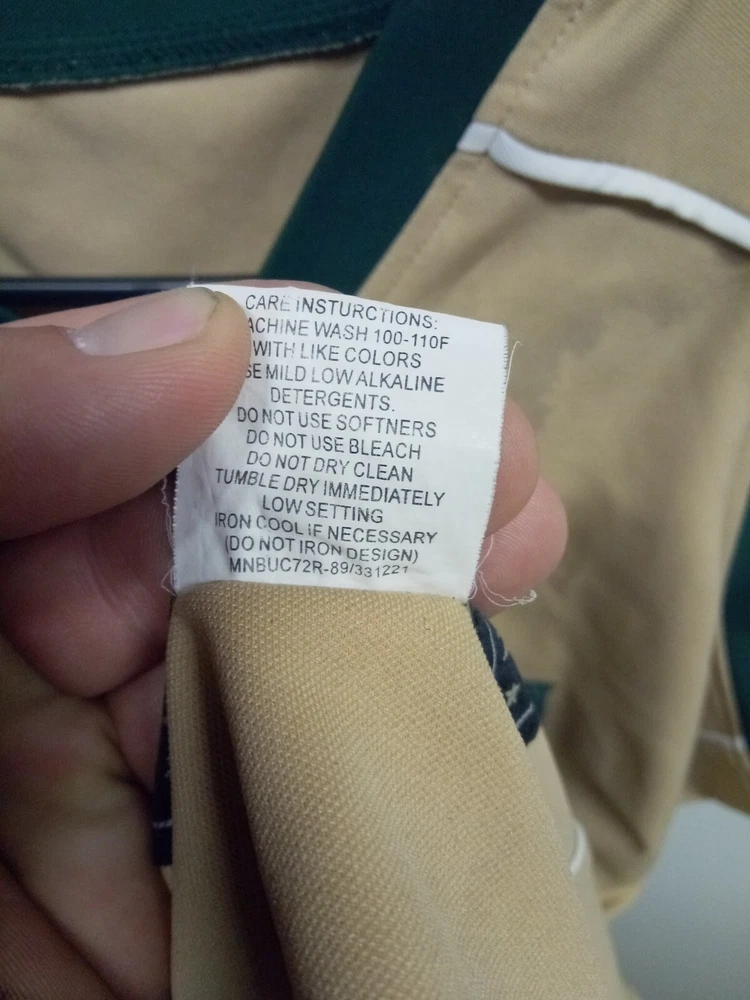 CARE INSTURCTIONS:
ACHINE WASH 100-110F
WITH LIKE COLORS
SE MILD LOW ALKALINE
DETERGENTS.
DO NOT USE SOFTNERS
DO NOT USE BLEACH
DO NOT DRY CLEAN
TUMBLE DRY IMMEDIATELY
LOW SETTING
IRON COOL IF NECESSARY
(DO NOT IRON DESIGN)
MNBUC72R-89/331221